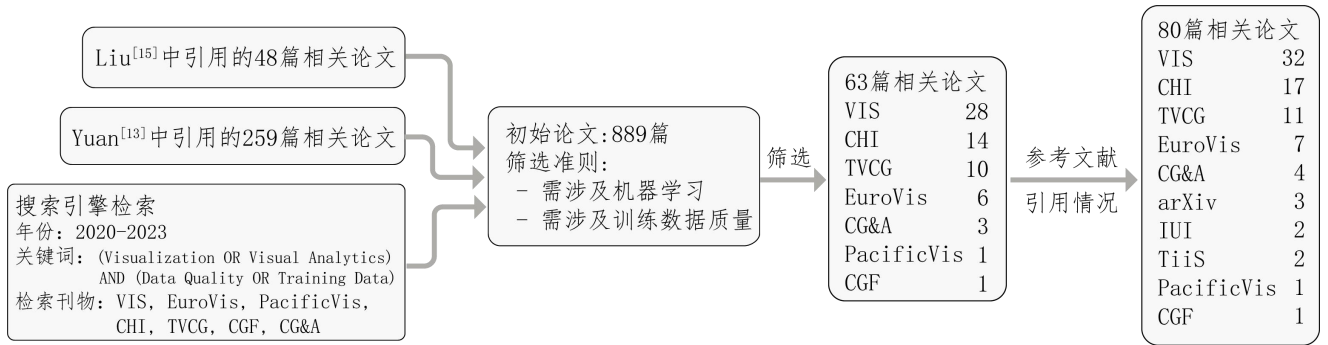 Liu[15]中引用的48篇相关论文
Yuan[13]中引用的259篇相关论文
搜索引擎检索
年份：2020-2023
关键词：(Visualization OR Visual Analytics)
AND (Data Quality OR Training Data)
检索刊物：VIS, EuroVis, PacificVis,
CHI, TVCG, CGF, CG&A
初始论文:889篇
筛选准则:
- 需涉及机器学习
- 需涉及训练数据质量
筛选
63篇相关论文
VIS 28
CHI 14
TVCG 10
EuroVis 6
CG&A 3
PacificVis 1
CGF 1
参考文献
引用情况
80篇相关论文
VIS 32
CHI 17
TVCG 11
EuroVis 7
CG&A 4
arXiv 3
IUI 2
TiiS 2
PacificVis 1
CGF 1